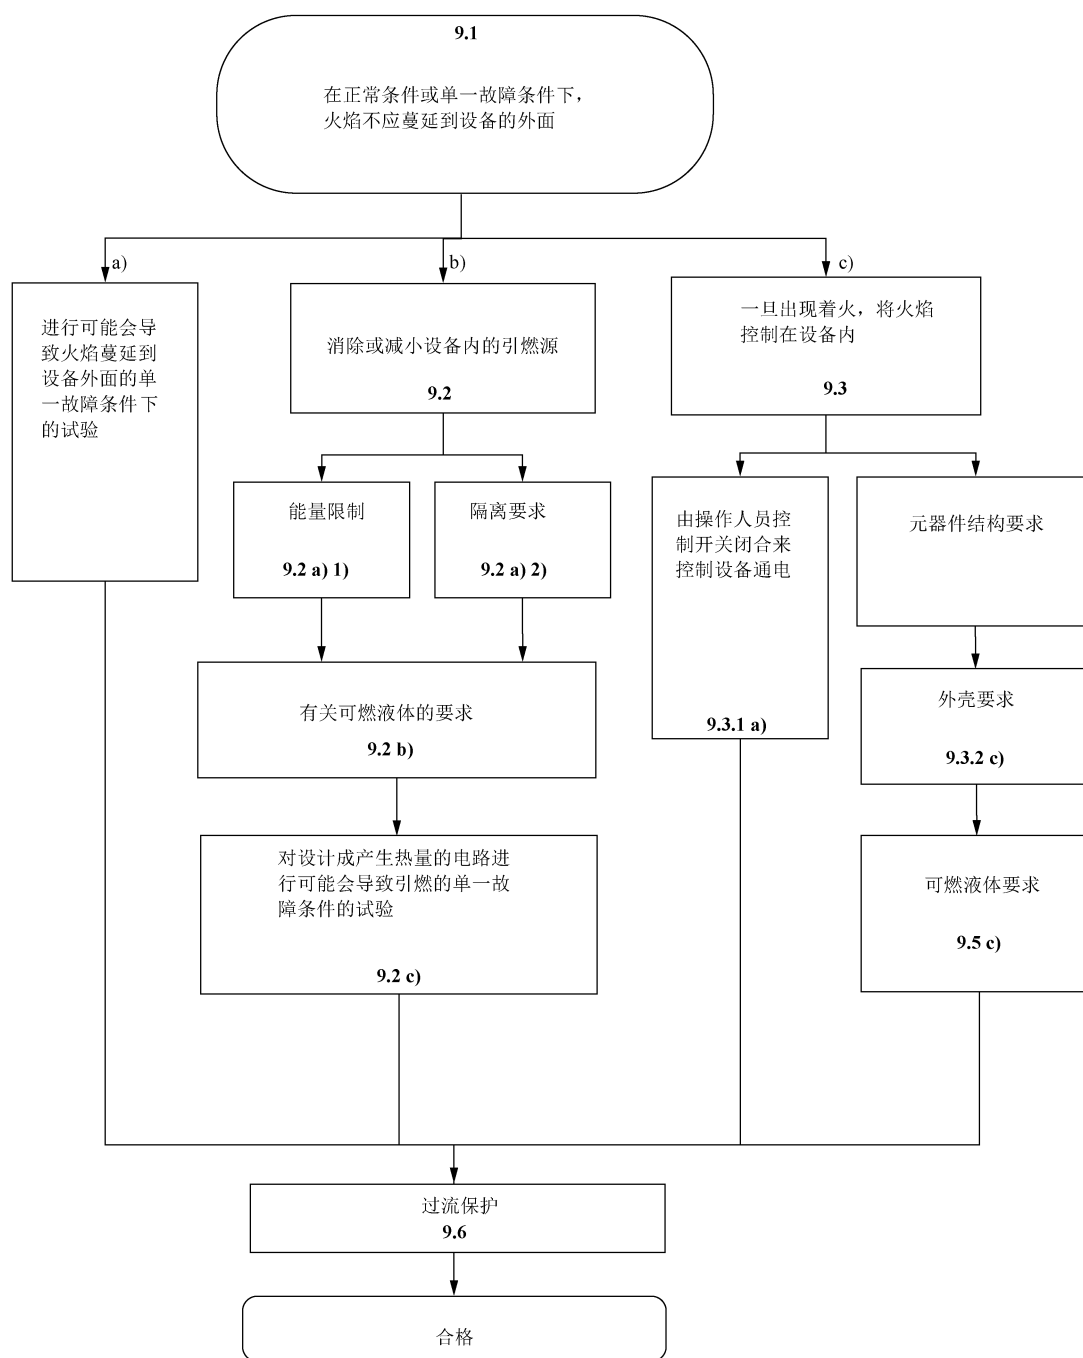 9.1
在正常条件或单一故障条件下，
火焰不应蔓延到设备的外面
a)
b)
c)
进行可能会导
致火焰蔓延到
设备外面的单
一故障条件下
的试验
消除或减小设备内的引燃源
9.2
一旦出现着火，将火焰
控制在设备内
9.3
能量限制
9.2 a) 1)
隔离要求
9.2 a) 2)
由操作人员控
制开关闭合来
控制设备通电
9.3.1 a)
元器件结构要求
有关可燃液体的要求
9.2 b)
外壳要求
9.3.2 c)
对设计成产生热量的电路进
行可能会导致引燃的单一故
障条件的试验
9.2 c)
可燃液体要求
9.5 c)
过流保护
9.6
合格